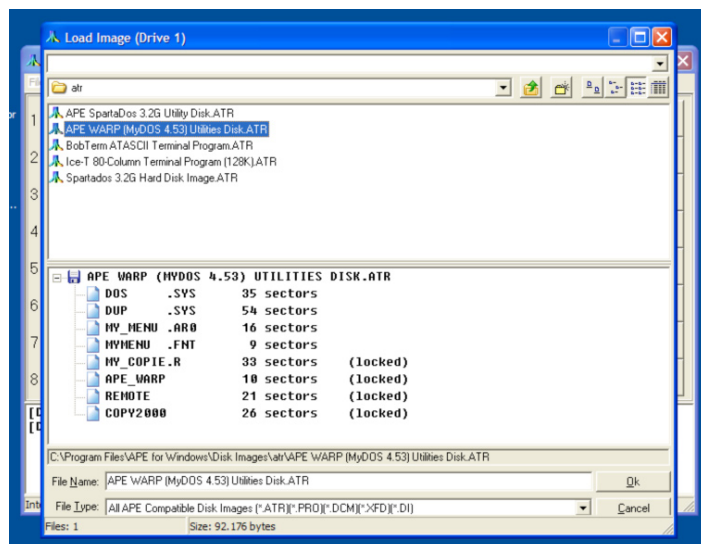 Load Image (Drive 1)
atr
APE SpartaDos 3.2G Utility Disk.ATR
APE WARP (MyDOS 4.53) Utilities Disk.ATR
BobTerm ATASCII Terminal Program.ATR
Ice-T 80-Column Terminal Program (128K).ATR
Spartados 3.2G Hard Disk Image.ATR
1
2
3
4
5
6
7
8
APE WARP (MYDOS 4.53) UTILITIES DISK.ATR
DOS .SYS 35 sectors
DUP .SYS 54 sectors
MY_MENU .AR0 16 sectors
MYMENU .FNT 9 sectors
MY_COPIE.R 33 sectors (locked)
APE_WARP 10 sectors (locked)
REMOTE 21 sectors (locked)
COPY2000 26 sectors (locked)
C:\Program Files\APE for Windows\Disk Images\atr\APE WARP (MyDOS 4.53) Utilities Disk.ATR
File Name: APE WARP (MyDOS 4.53) Utilities Disk.ATR Ok
File Type: All APE Compatible Disk Images (*.ATR)(*.PRO)(*.DCM)(*.XFD)(*.DI) Cancel
Files: 1 Size: 92,176 bytes